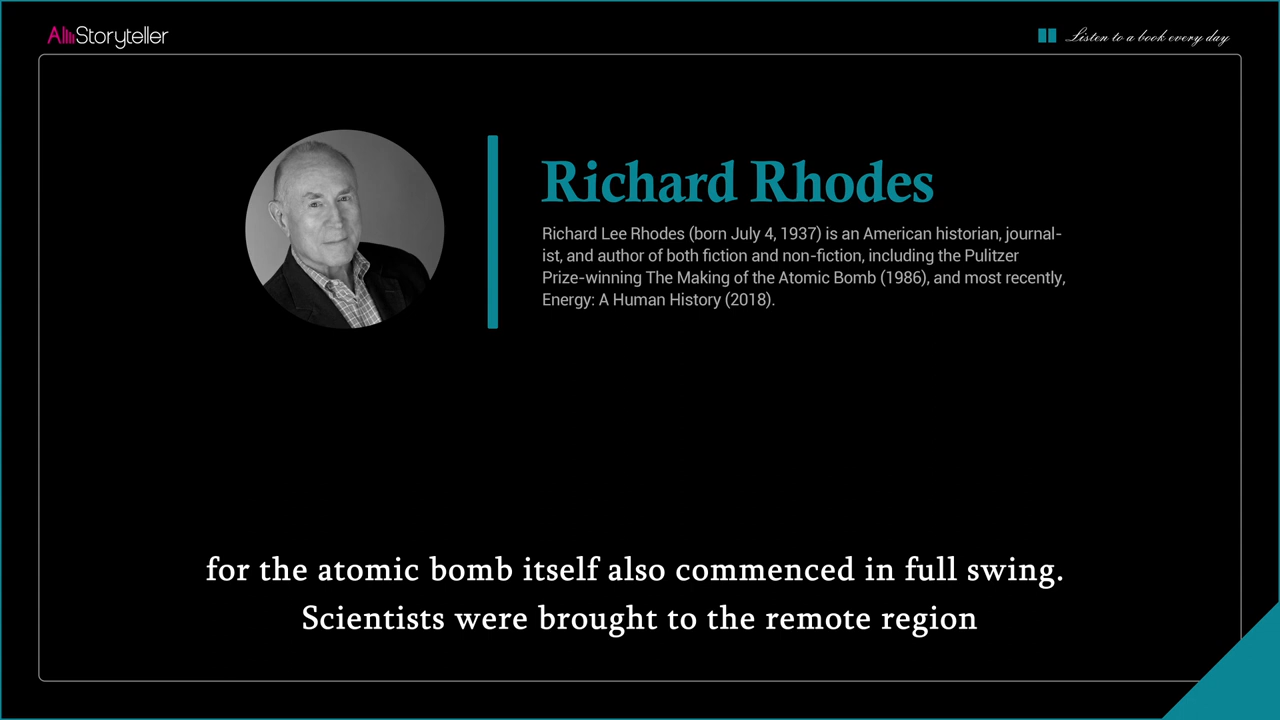 AllStoryteller
Listen to a book every day
Richard Rhodes
Richard Lee Rhodes (born July 4, 1937) is an American historian, journal-
ist, and author of both fiction and non-fiction, including the Pulitzer
Prize-winning The Making of the Atomic Bomb (1986), and most recently,
Energy: A Human History (2018).
for the atomic bomb itself also commenced in full swing.
Scientists were brought to the remote region